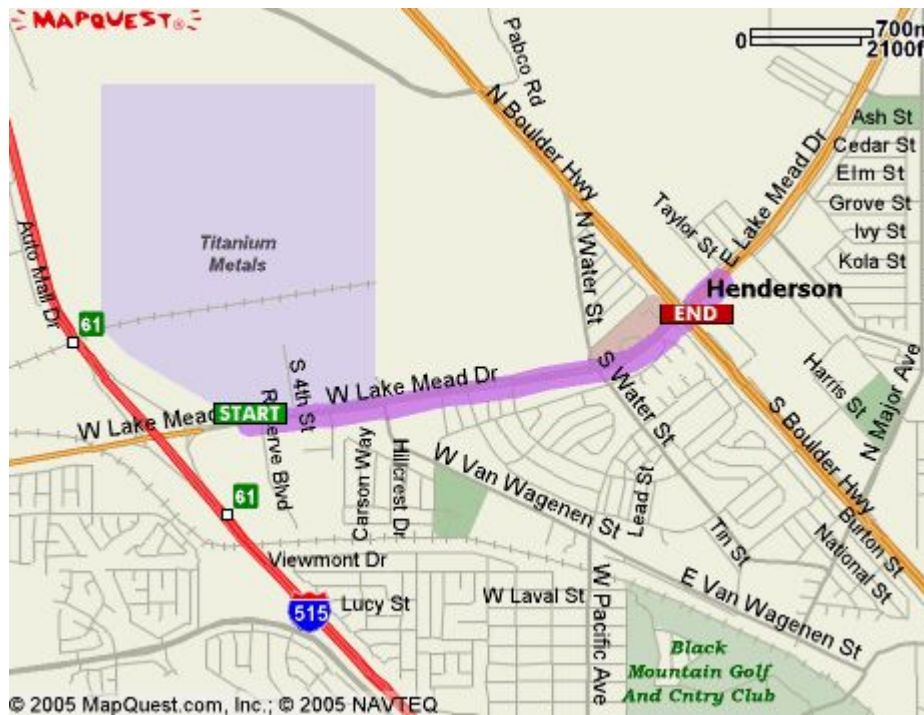 MAPQUEST
0 700m
2100ft
Pabco Rd
N Boulder Hwy
Ash St
Cedar St
Elm St
Grove St
Ivy St
Kola St
Taylor St
E Lake Mead Dr
N Water St
Auto Mall Dr
Titanium
Metals
61
Henderson
END
S 4th St
W Lake Mead Dr
S Water St
Harris St
N Major Ave
W Lake Mead
START
Carson Way
Hillcrest Dr
W Van Wagenen St
Lead St
S Boulder Hwy
61
Tin St
Burton St
National St
Viewmont Dr
515
Lucy St
W Laval St
W Pacific Ave
E Van Wagenen St
Black
Mountain Golf
And Cntry Club
© 2005 MapQuest.com, Inc.; © 2005 NAVTEQ